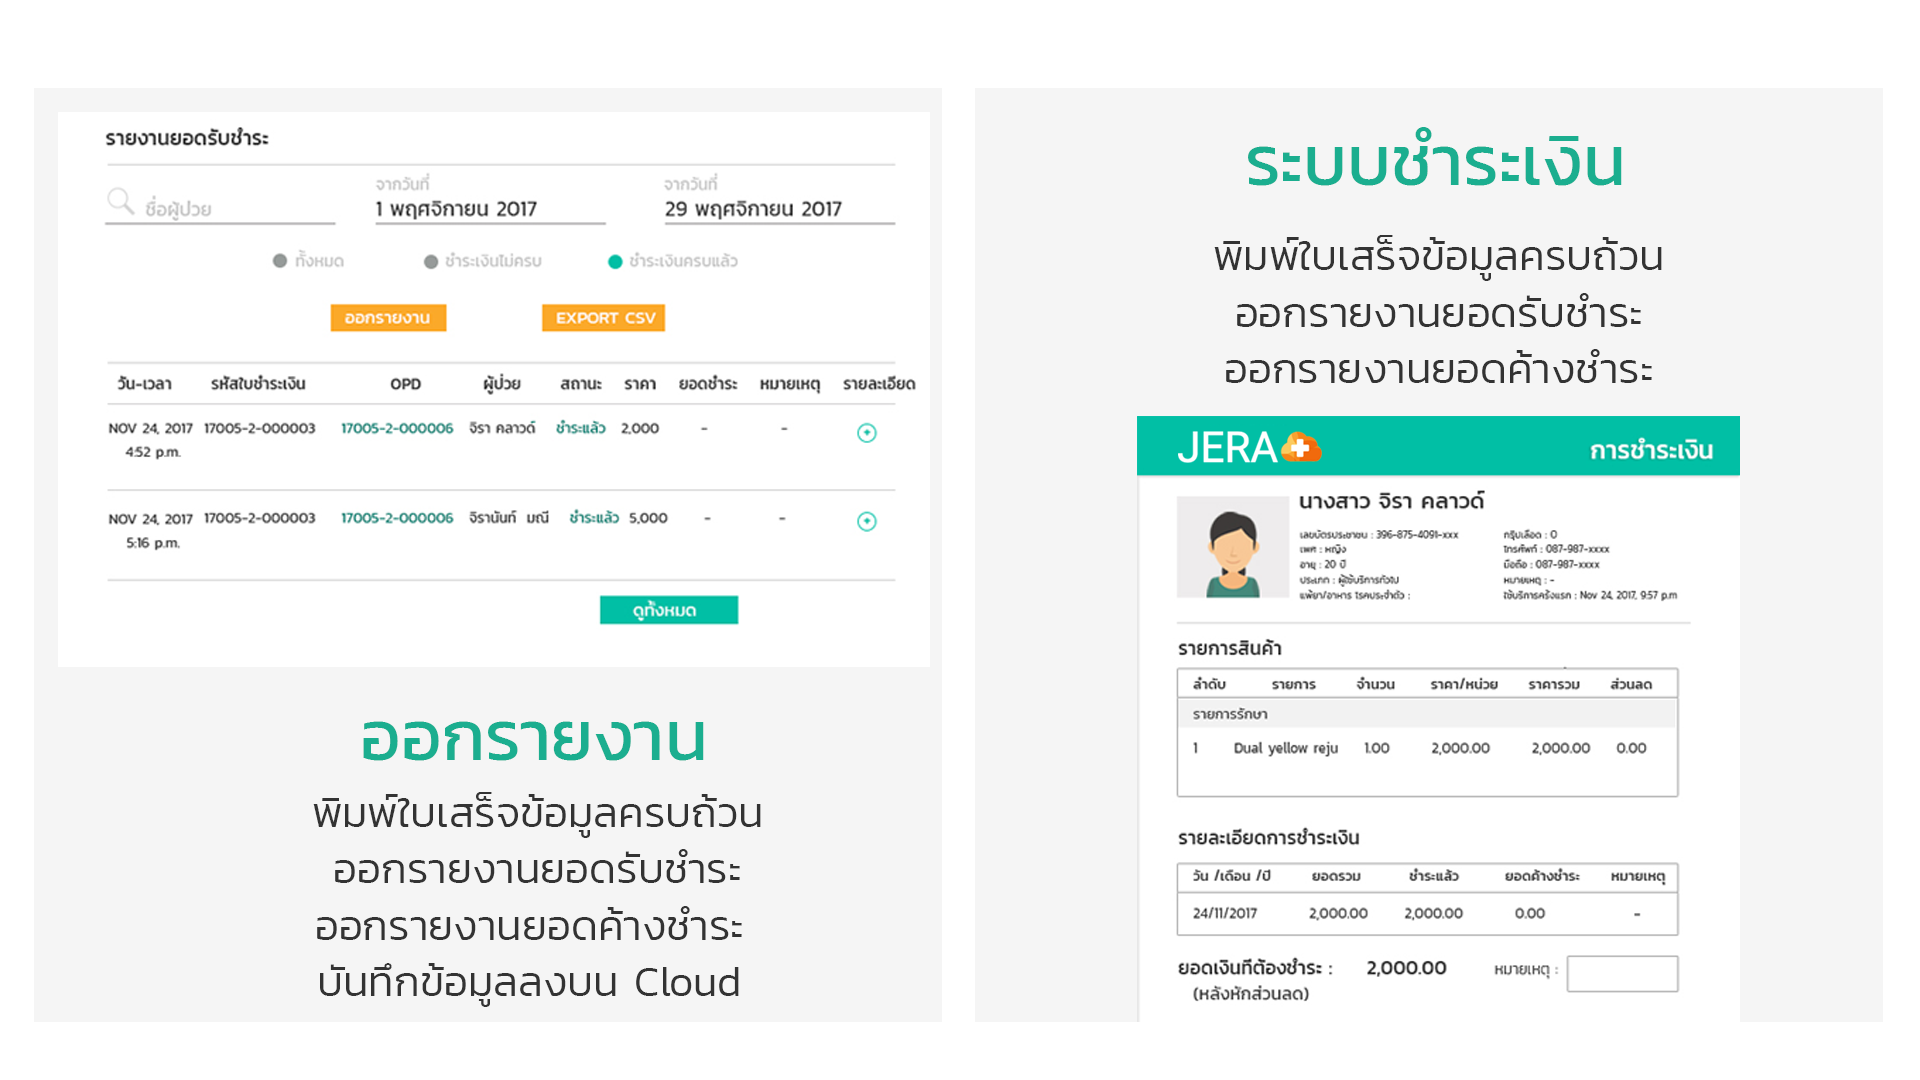 รายงานยอดรับชำระ
ชื่อผู้ป่วย
จากวันที่
1 พฤศจิกายน 2017
จากวันที่
29 พฤศจิกายน 2017
ทั้งหมด ชำระเงินไม่ครบ ชำระเงินครบแล้ว
ออกรายงาน EXPORT CSV
วัน-เวลา รหัสใบชำระเงิน OPD ผู้ป่วย สถานะ ราคา ยอดชำระ หมายเหตุ รายละเอียด
NOV 24, 2017 17005-2-000003 17005-2-000006 จิรา คลาวด์ ชำระแล้ว 2,000 - -
4:52 p.m.
NOV 24, 2017 17005-2-000003 17005-2-000006 จิรานันท์ มณี ชำระแล้ว 5,000 - -
5:16 p.m.
ดูทั้งหมด
ออกรายงาน
พิมพ์ใบเสร็จข้อมูลครบถ้วน
ออกรายงานยอดรับชำระ
ออกรายงานยอดค้างชำระ
บันทึกข้อมูลลงบน Cloud
ระบบชำระเงิน
พิมพ์ใบเสร็จข้อมูลครบถ้วน
ออกรายงานยอดรับชำระ
ออกรายงานยอดค้างชำระ
JERA การชำระเงิน
นางสาว จิรา คลาวด์
เลขบัตรประชาชน : 396-875-4091-xxx กรุ๊ปเลือด : O
เพศ : หญิง โทรศัพท์ : 087-987-xxxx
อายุ : 20 ปี มือถือ : 087-987-xxxx
ประเภท : ผู้ใช้บริการทั่วไป หมายเหตุ : -
แพ้ยา/อาหาร โรคประจำตัว : ใช้บริการครั้งแรก : Nov 24, 2017, 9:57 p.m
รายการสินค้า
ลำดับ รายการ จำนวน ราคา/หน่วย ราคารวม ส่วนลด
รายการรักษา
1 Dual yellow reju 1.00 2,000.00 2,000.00 0.00
รายละเอียดการชำระเงิน
วัน /เดือน /ปี ยอดรวม ชำระแล้ว ยอดค้างชำระ หมายเหตุ
24/11/2017 2,000.00 2,000.00 0.00 -
ยอดเงินที่ต้องชำระ : 2,000.00 หมายเหตุ :
(หลังหักส่วนลด)